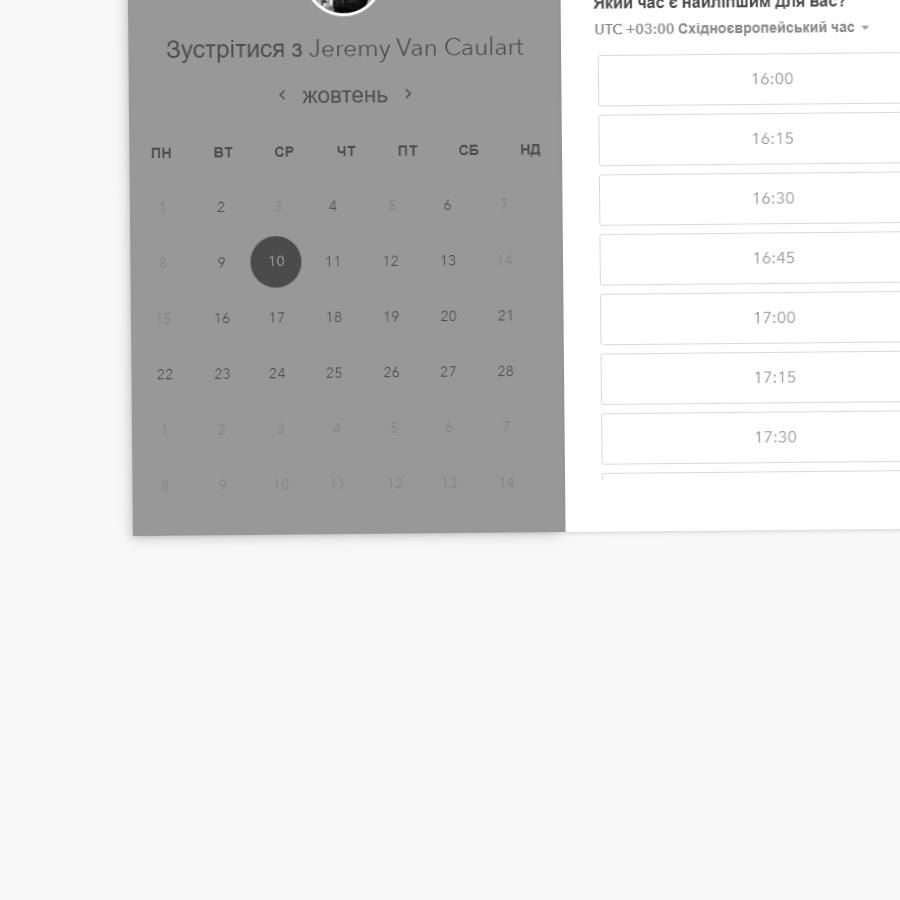 Зустрітися з Jeremy Van Caulart
‹ жовтень ›
ПН ВТ СР ЧТ ПТ СБ НД
1 2 3 4 5 6 7
8 9 10 11 12 13 14
15 16 17 18 19 20 21
22 23 24 25 26 27 28
1 2 3 4 5 6 7
8 9 10 11 12 13 14
Який час є найліпшим для вас?
UTC +03:00 Східноєвропейський час
16:00
16:15
16:30
16:45
17:00
17:15
17:30